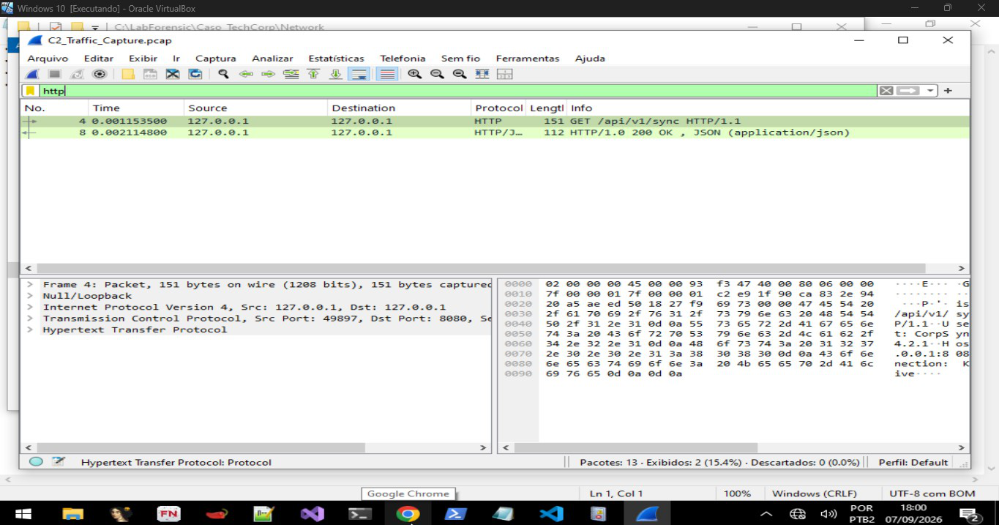 Windows 10 [Executando] - Oracle VirtualBox
C:\LabForensic\Caso_TechCorp\Network
C2_Traffic_Capture.pcap
Arquivo Editar Exibir Ir Captura Analizar Estatísticas Telefonia Sem fio Ferramentas Ajuda
http
No. Time Source Destination Protocol Lengtl Info
4 0.001153500 127.0.0.1 127.0.0.1 HTTP 151 GET /api/v1/sync HTTP/1.1
8 0.002114800 127.0.0.1 127.0.0.1 HTTP/J… 112 HTTP/1.0 200 OK , JSON (application/json)
> Frame 4: Packet, 151 bytes on wire (1208 bits), 151 bytes captured
> Null/Loopback
> Internet Protocol Version 4, Src: 127.0.0.1, Dst: 127.0.0.1
> Transmission Control Protocol, Src Port: 49897, Dst Port: 8080, Se
> Hypertext Transfer Protocol
0000 02 00 00 00 45 00 00 93 f3 47 40 00 80 06 00 00 ····E··· ·G
0010 7f 00 00 01 7f 00 00 01 c2 e9 1f 90 ca 83 2e 94 ········ ··
0020 20 a5 ae ed 50 18 27 f9 69 73 00 00 47 45 54 20 ···P·'· is
0030 2f 61 70 69 2f 76 31 2f 73 79 6e 63 20 48 54 54 /api/v1/ sy
0040 50 2f 31 2e 31 0d 0a 55 73 65 72 2d 41 67 65 6e P/1.1··U se
0050 74 3a 20 43 6f 72 70 53 79 6e 63 2d 4c 61 62 2f t: CorpS yn
0060 34 2e 32 2e 31 0d 0a 48 6f 73 74 3a 20 31 32 37 4.2.1··H os
0070 2e 30 2e 30 2e 31 3a 38 30 38 30 0d 0a 43 6f 6e .0.0.1:8 08
0080 6e 65 63 74 69 6f 6e 3a 20 4b 65 65 70 2d 41 6c nection: K
0090 69 76 65 0d 0a 0d 0a ive····
Hypertext Transfer Protocol: Protocol
Pacotes: 13 · Exibidos: 2 (15.4%) · Descartados: 0 (0.0%)
Perfil: Default
Google Chrome
Ln 1, Col 1 100% Windows (CRLF) UTF-8 com BOM
FN
POR
PTB2
18:00
07/09/2026
2